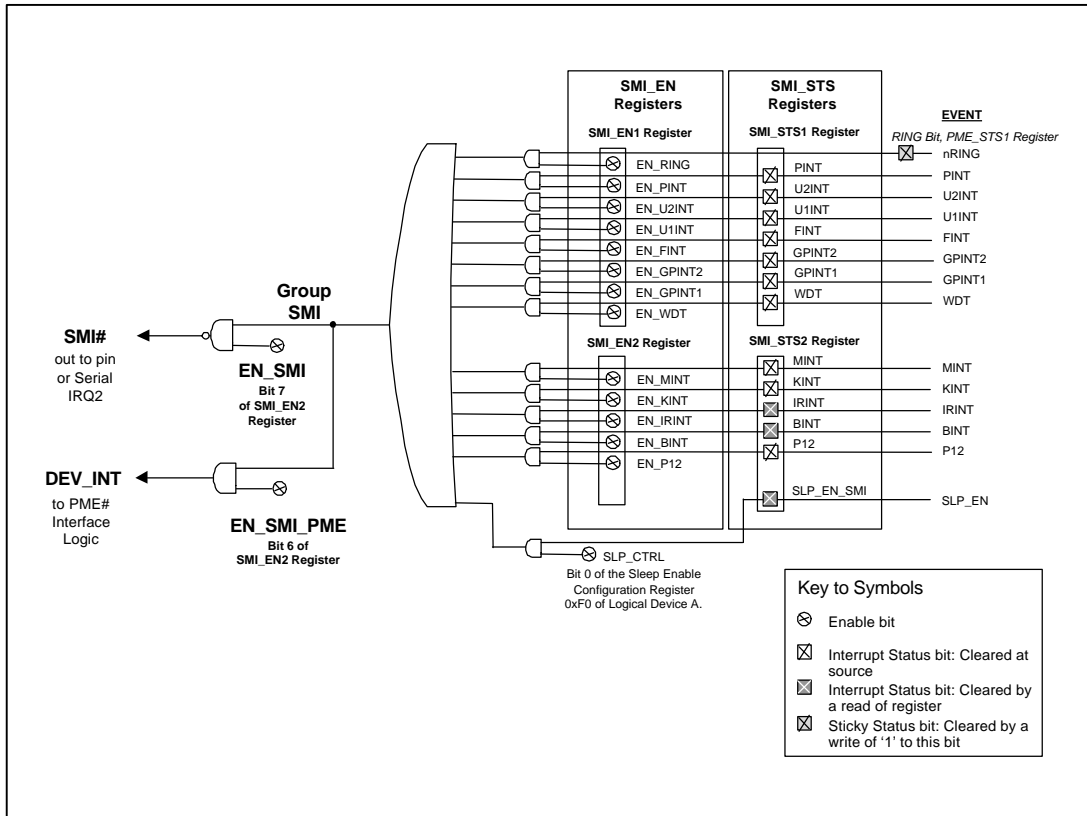 SMI_EN
Registers
SMI_STS
Registers
EVENT
SMI_EN1 Register
SMI_STS1 Register
RING Bit, PME_STS1 Register
nRING
EN_RING
PINT
PINT
EN_PINT
U2INT
U2INT
EN_U2INT
U1INT
U1INT
EN_U1INT
FINT
FINT
EN_FINT
GPINT2
GPINT2
EN_GPINT2
GPINT1
GPINT1
EN_GPINT1
WDT
WDT
EN_WDT
Group
SMI
SMI#
out to pin
or Serial
IRQ2
EN_SMI
Bit 7
of SMI_EN2
Register
SMI_EN2 Register
SMI_STS2 Register
MINT
MINT
EN_MINT
KINT
KINT
EN_KINT
IRINT
IRINT
EN_IRINT
BINT
BINT
EN_BINT
P12
P12
EN_P12
DEV_INT
to PME#
Interface
Logic
EN_SMI_PME
Bit 6 of
SMI_EN2 Register
SLP_EN_SMI
SLP_EN
SLP_CTRL
Bit 0 of the Sleep Enable
Configuration Register
0xF0 of Logical Device A.
Key to Symbols
Enable bit
Interrupt Status bit: Cleared at
source
Interrupt Status bit: Cleared by
a read of register
Sticky Status bit: Cleared by a
write of ‘1’ to this bit